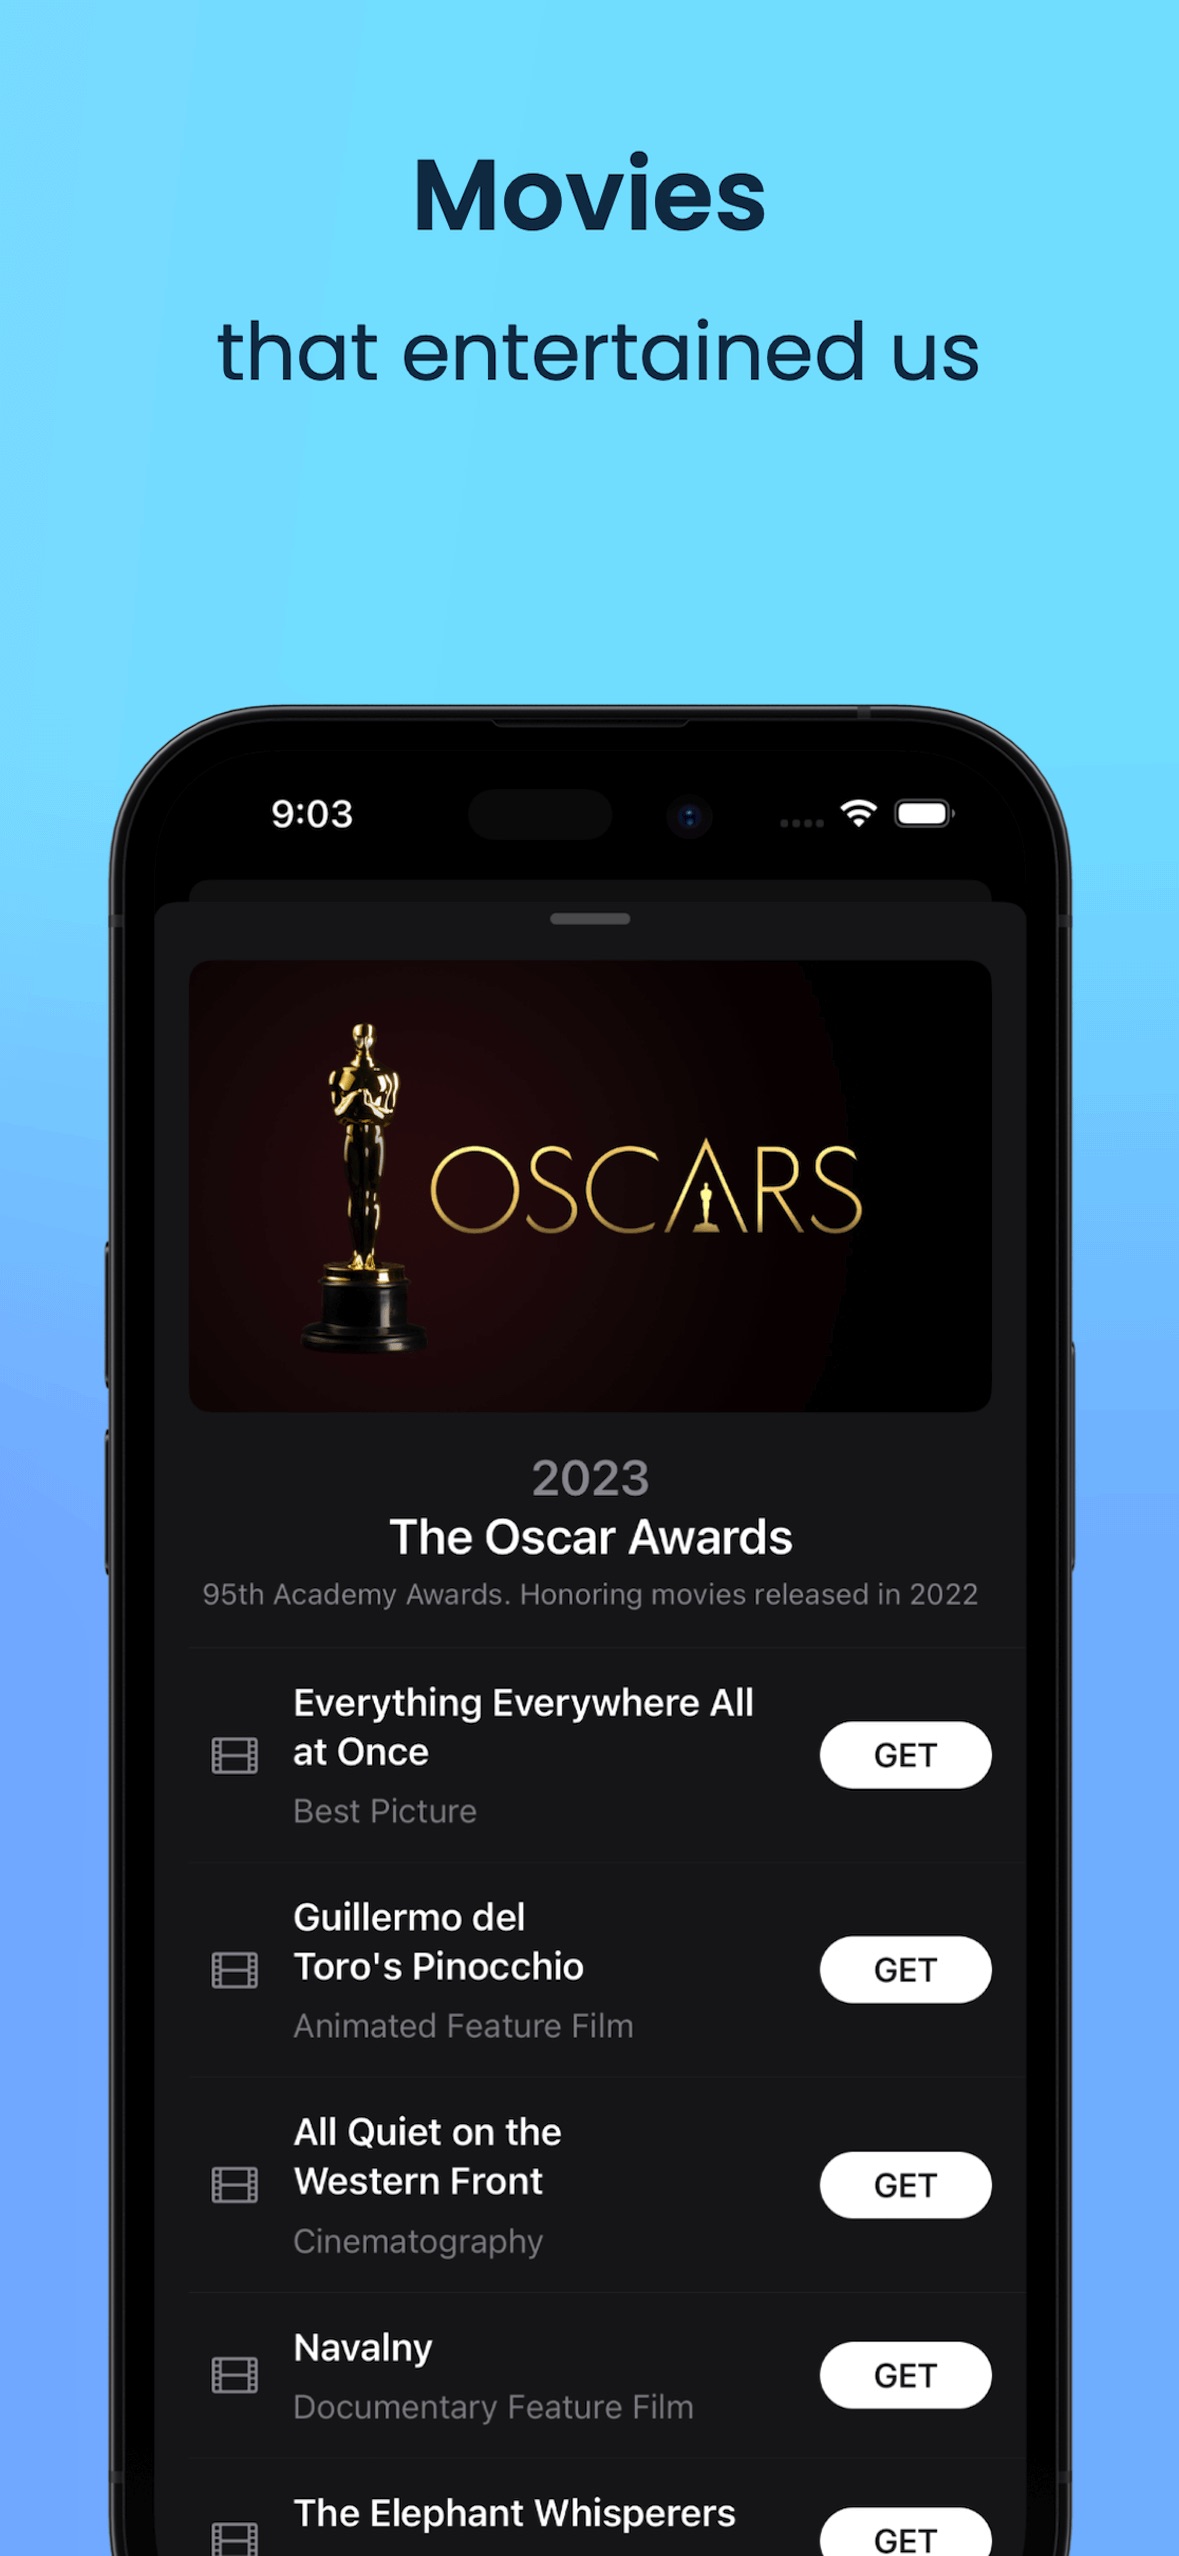 Movies
that entertained us
9:03
OSCARS
2023
The Oscar Awards
95th Academy Awards. Honoring movies released in 2022
Everything Everywhere All
at Once
Best Picture
GET
Guillermo del
Toro's Pinocchio
Animated Feature Film
GET
All Quiet on the
Western Front
Cinematography
GET
Navalny
Documentary Feature Film
GET
The Elephant Whisperers
GET